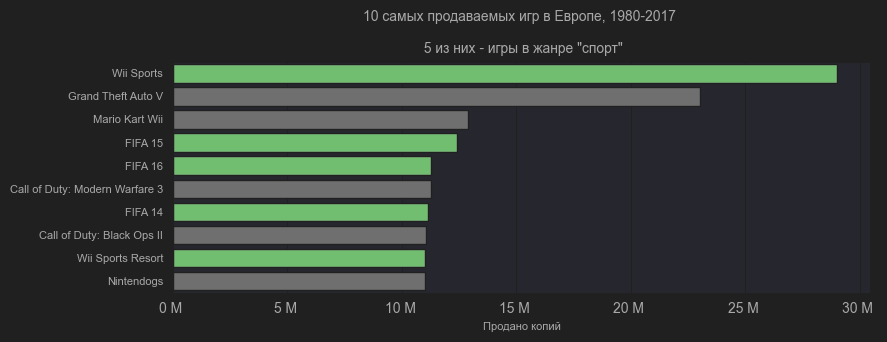 10 самых продаваемых игр в Европе, 1980-2017
5 из них - игры в жанре "спорт"
Wii Sports
Grand Theft Auto V
Mario Kart Wii
FIFA 15
FIFA 16
Call of Duty: Modern Warfare 3
FIFA 14
Call of Duty: Black Ops II
Wii Sports Resort
Nintendogs
0 M 5 M 10 M 15 M 20 M 25 M 30 M
Продано копий